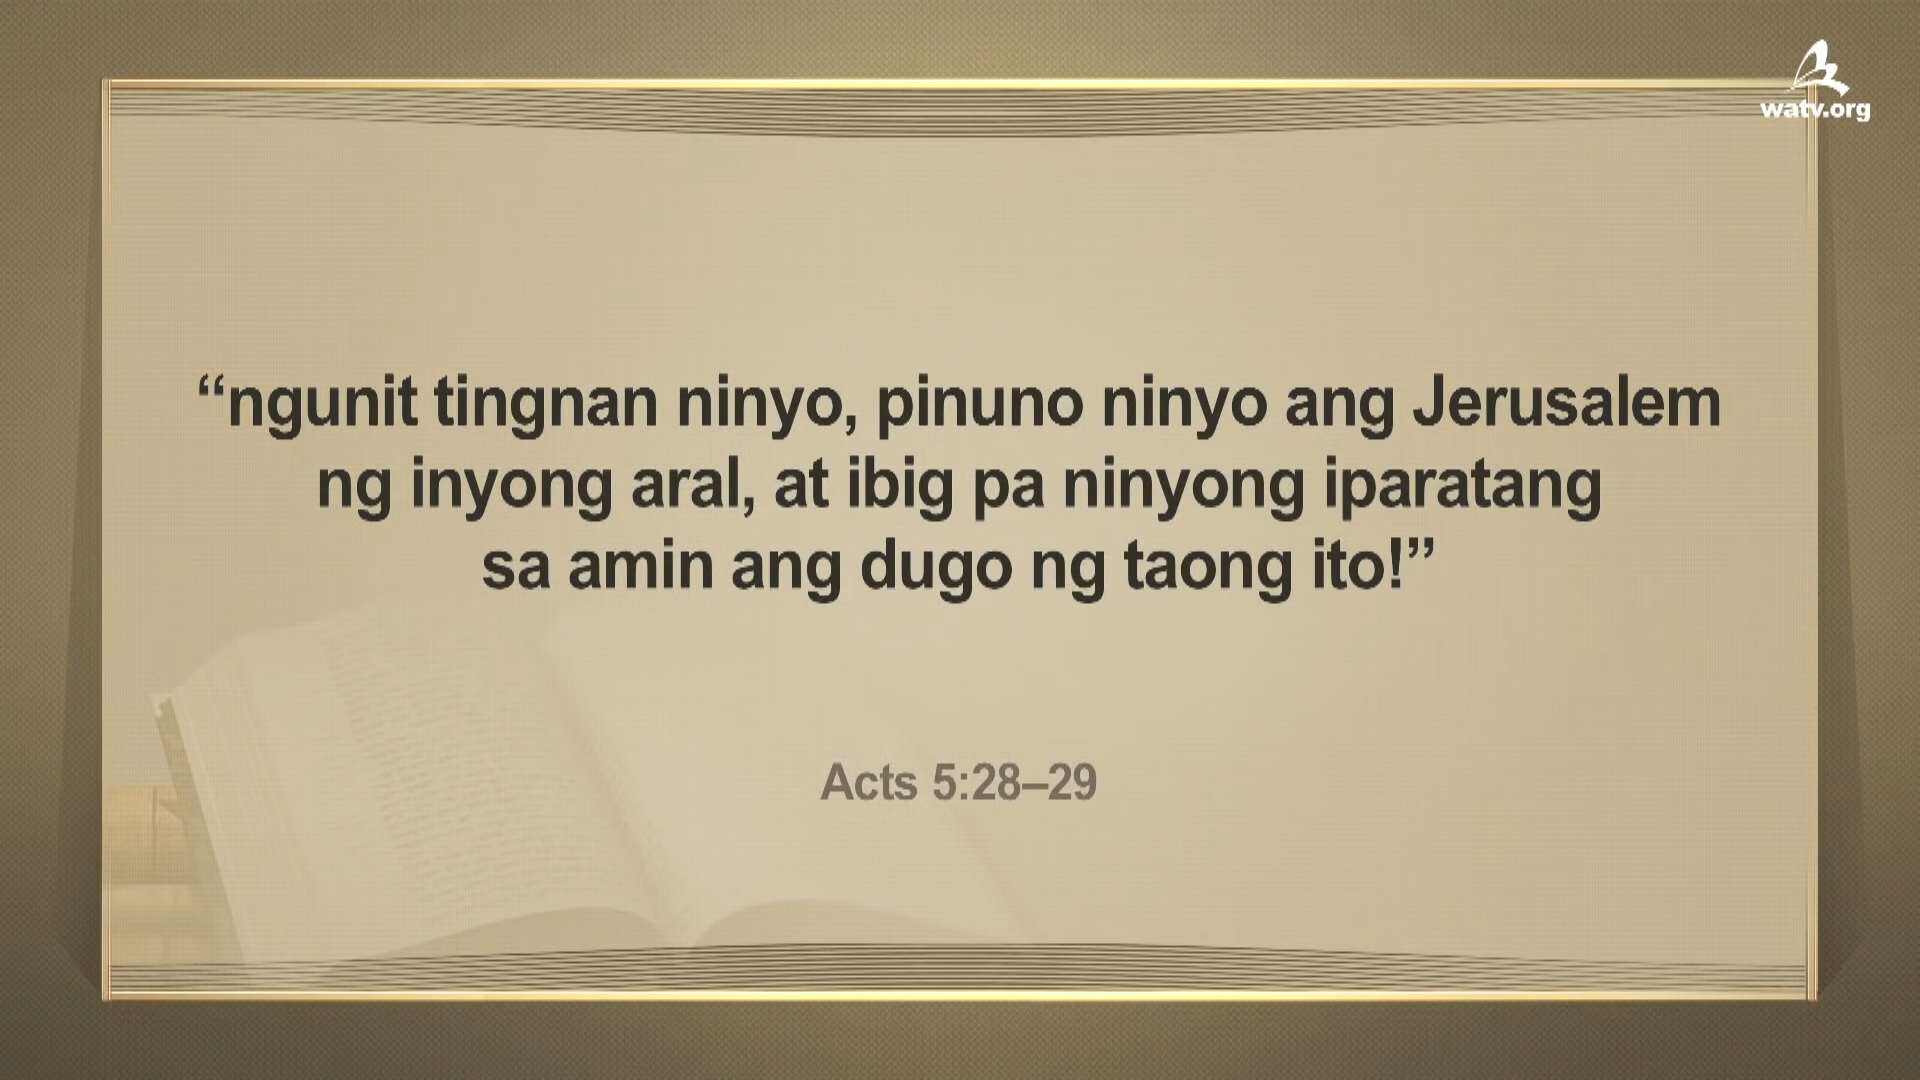 watv.org
“ngunit tingnan ninyo, pinuno ninyo ang Jerusalem
ng inyong aral, at ibig pa ninyong iparatang
sa amin ang dugo ng taong ito!”
Acts 5:28–29